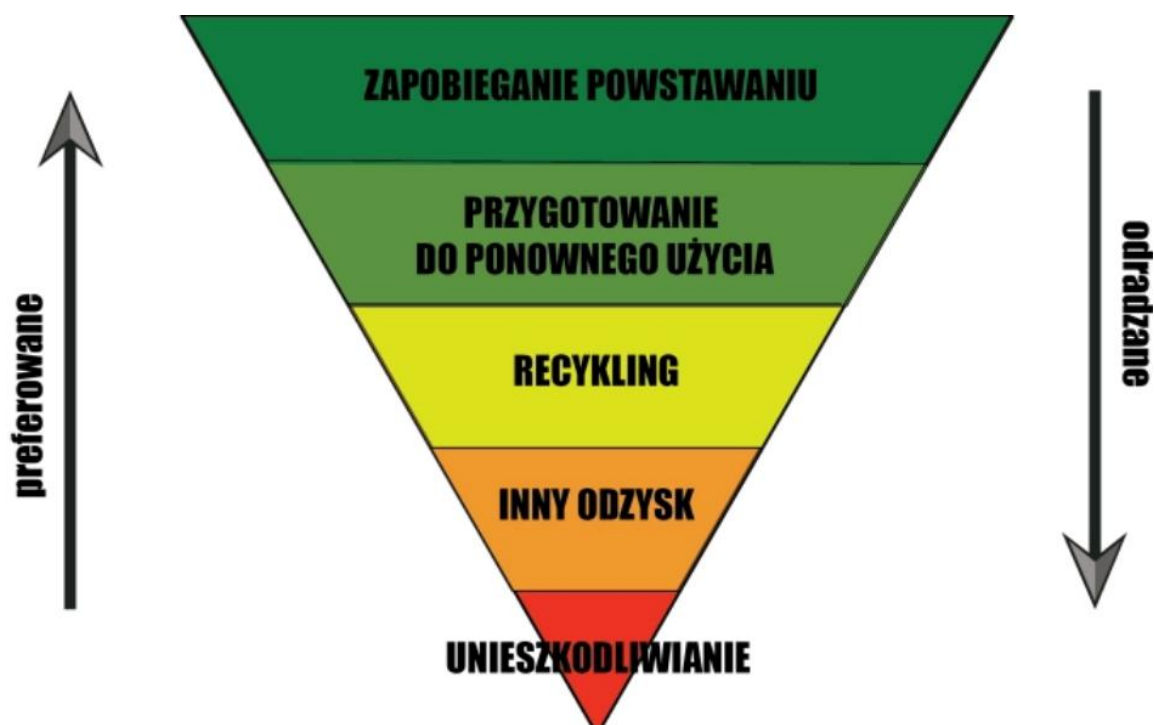 ZAPOBIEGANIE POWSTAWANIU
PRZYGOTOWANIE
DO PONOWNEGO UŻYCIA
RECYKLING
INNY ODZYSK
UNIESZKODLIWIANIE
preferowane
odradzane